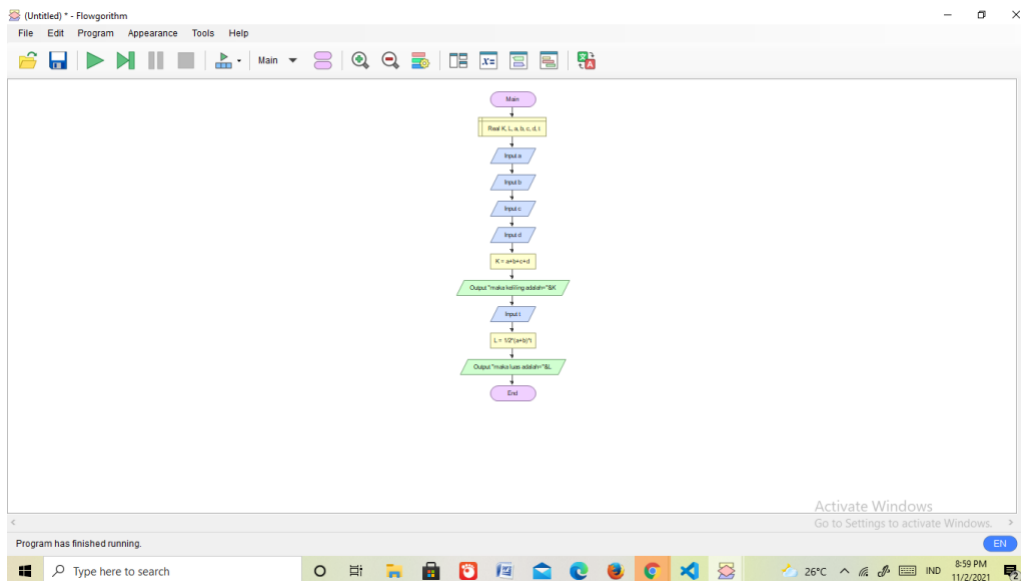 (Untitled) * - Flowgorithm
File Edit Program Appearance Tools Help
Main
x=
Main
Real K, L, a, b, c, d, t
Input a
Input b
Input c
Input d
K = a+b+c+d
Output "maka keliling adalah="&K
Input t
L = 1/2*(a+b)*t
Output "maka luas adalah="&L
End
Activate Windows
Go to Settings to activate Windows.
Program has finished running.
EN
Type here to search
26°C
IND
8:59 PM
11/2/2021